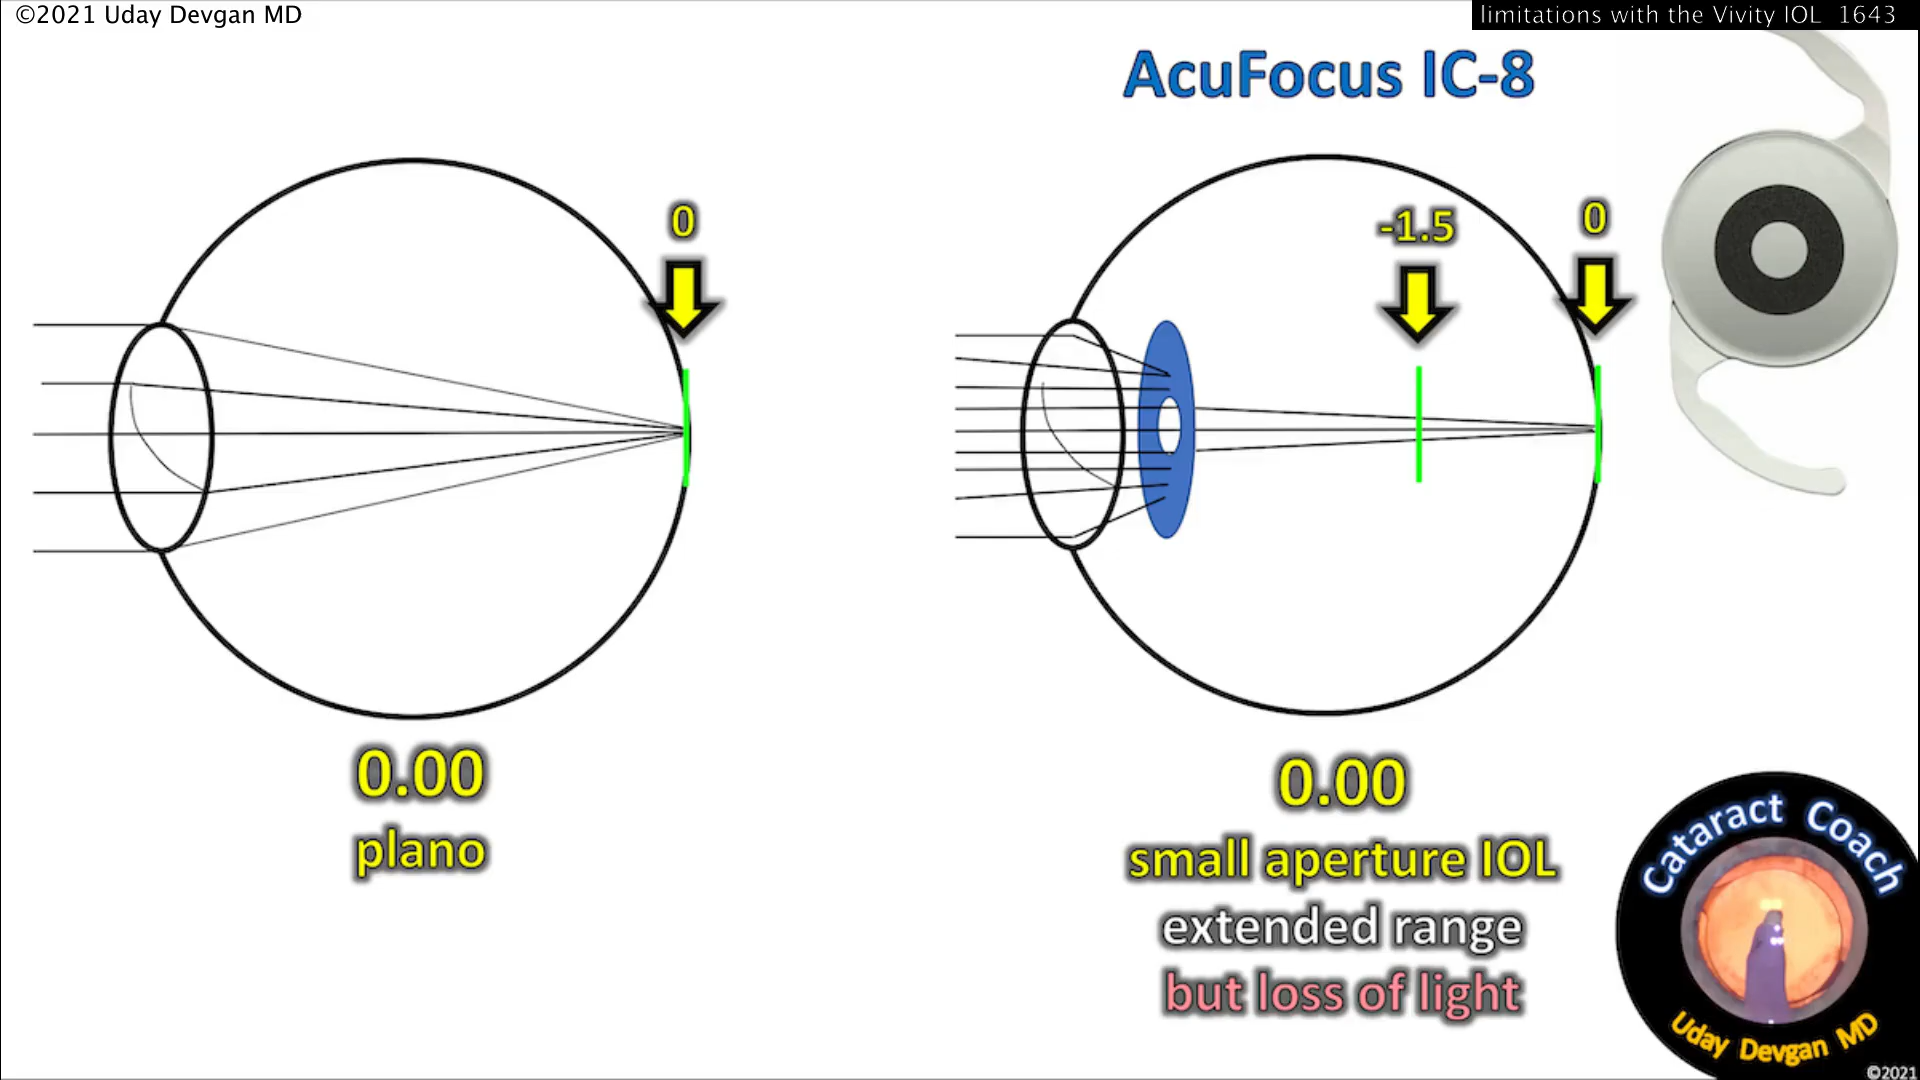 ©2021 Uday Devgan MD
limitations with the Vivity IOL 1643
AcuFocus IC-8
0
-1.5
0
0.00
plano
0.00
small aperture IOL
extended range
but loss of light
Cataract Coach
Uday Devgan MD
©2021